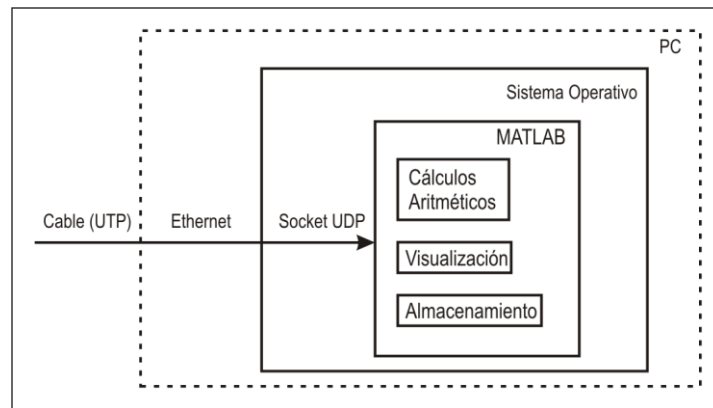 PC
Sistema Operativo
MATLAB
Cálculos
Aritméticos
Cable (UTP)
Ethernet
Socket UDP
Visualización
Almacenamiento